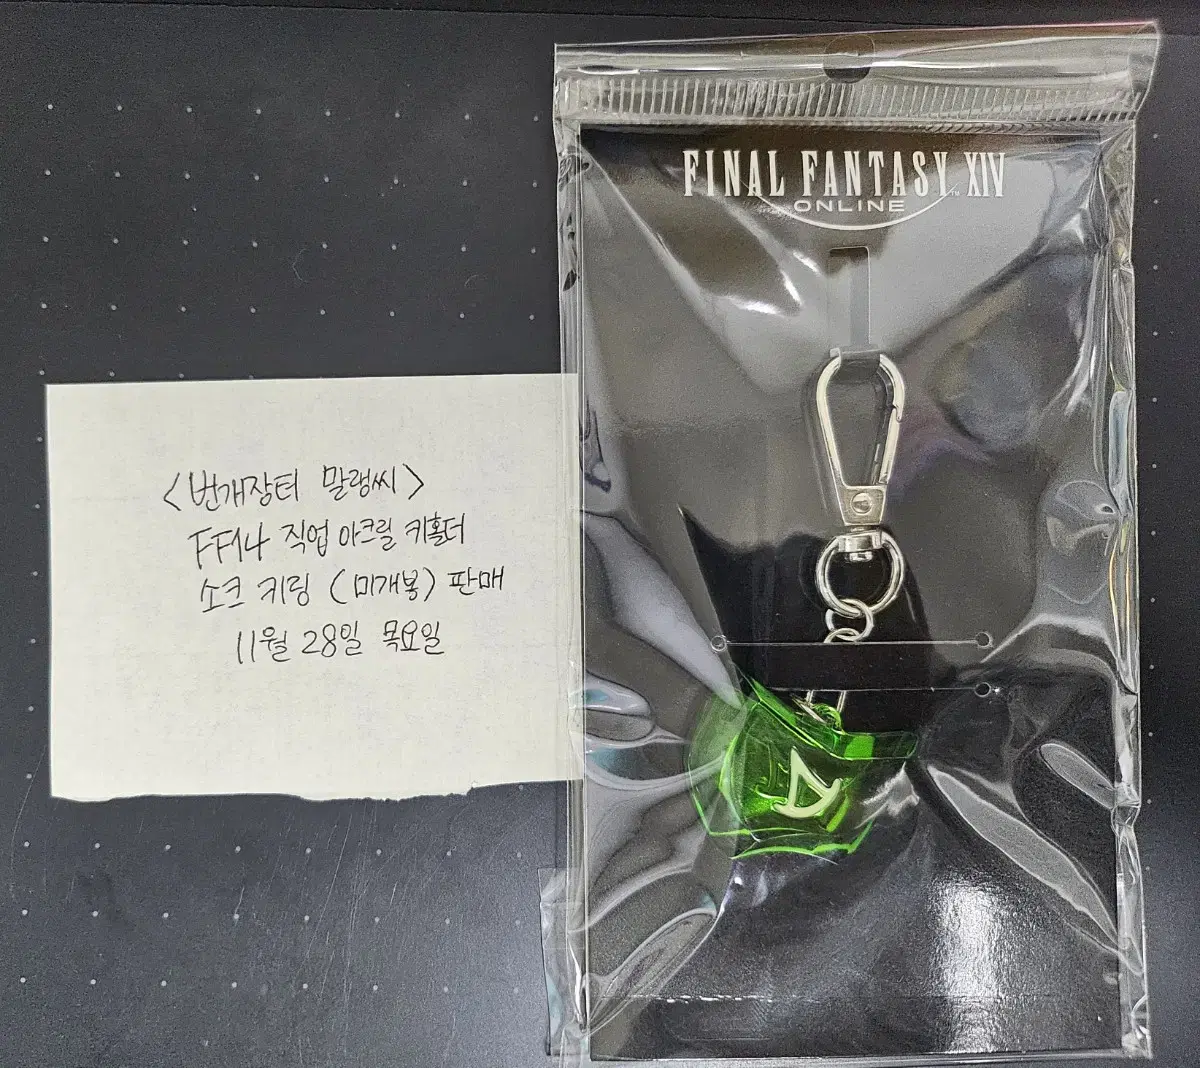 <번개장터 말랭씨>
FF14 직업 아크릴 키홀더
소크 키링 (미개봉) 판매
11월 28일 목요일
FINAL FANTASY XIV
ONLINE